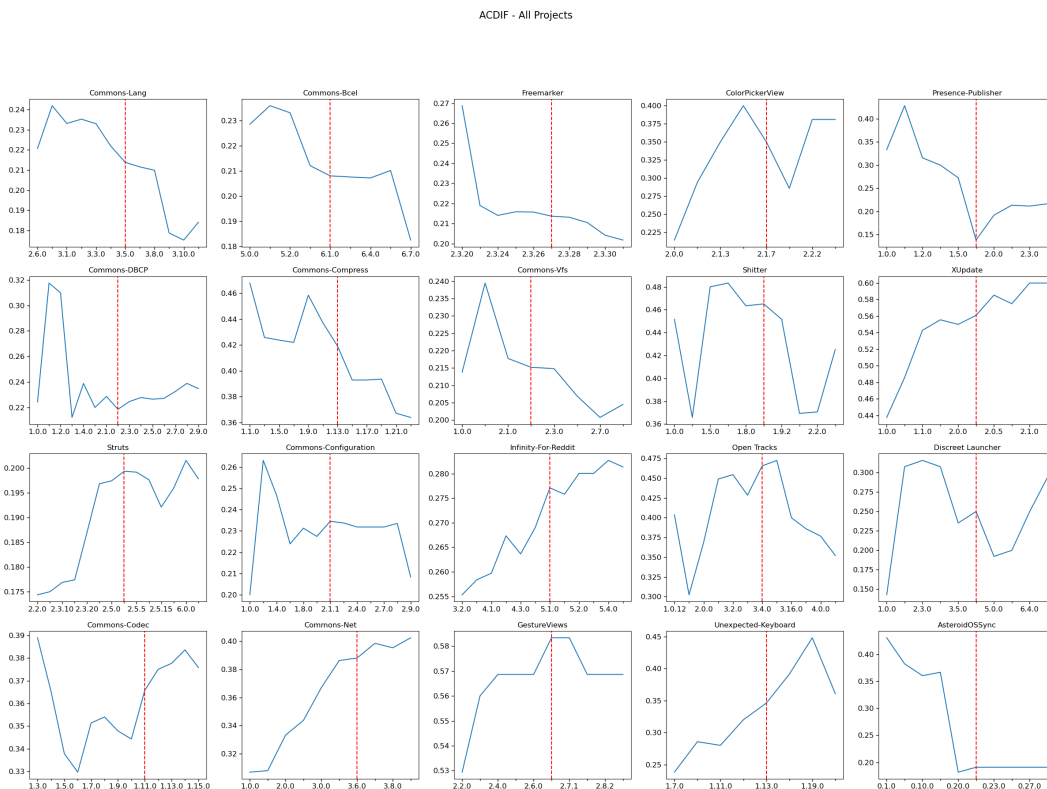 ACDIF - All Projects
Commons-Lang Commons-Bcel Freemarker ColorPickerView Presence-Publisher
0.24 0.23 0.22 0.21 0.20 0.19 0.18
2.6.0 3.1.0 3.3.0 3.5.0 3.8.0 3.10.0
0.23 0.22 0.21 0.20 0.19 0.18
5.0.0 5.2.0 6.1.0 6.4.0 6.7.0
0.27 0.26 0.25 0.24 0.23 0.22 0.21 0.20
2.3.20 2.3.24 2.3.26 2.3.28 2.3.30
0.400 0.375 0.350 0.325 0.300 0.275 0.250 0.225
2.0.0 2.1.3 2.1.7 2.2.2
0.40 0.35 0.30 0.25 0.20 0.15
1.0.0 1.2.0 1.5.0 2.0.0 2.3.0
Commons-DBCP Commons-Compress Commons-Vfs Shitter XUpdate
0.32 0.30 0.28 0.26 0.24 0.22
1.0.0 1.2.0 1.4.0 2.1.0 2.3.0 2.5.0 2.7.0 2.9.0
0.46 0.44 0.42 0.40 0.38 0.36
1.1.0 1.5.0 1.9.0 1.13.0 1.17.0 1.21.0
0.240 0.235 0.230 0.225 0.220 0.215 0.210 0.205 0.200
1.0.0 2.1.0 2.3.0 2.7.0
0.48 0.46 0.44 0.42 0.40 0.38 0.36
1.0.0 1.5.0 1.8.0 1.9.2 2.2.0
0.60 0.58 0.56 0.54 0.52 0.50 0.48 0.46 0.44
1.0.0 1.1.0 2.0.0 2.0.5 2.1.0
Struts Commons-Configuration Infinity-For-Reddit Open Tracks Discreet Launcher
0.200 0.195 0.190 0.185 0.180 0.175
2.2.0 2.3.10 2.3.20 2.5.0 2.5.5 2.5.15 6.0.0
0.26 0.25 0.24 0.23 0.22 0.21 0.20
1.0.0 1.4.0 1.8.0 2.1.1 2.4.0 2.7.0 2.9.0
0.280 0.275 0.270 0.265 0.260 0.255
3.2.0 4.1.0 4.3.0 5.1.0 5.2.0 5.4.0
0.475 0.450 0.425 0.400 0.375 0.350 0.325 0.300
1.0.12 2.0.0 3.2.0 3.4.0 3.16.0 4.0.0
0.300 0.275 0.250 0.225 0.200 0.175 0.150
1.0.0 2.3.0 3.5.0 5.0.0 6.4.0
Commons-Codec Commons-Net GestureViews Unexpected-Keyboard AsteroidOSSync
0.39 0.38 0.37 0.36 0.35 0.34 0.33
1.3.0 1.5.0 1.7.0 1.9.0 1.11.0 1.13.0 1.15.0
0.40 0.38 0.36 0.34 0.32
1.0.0 2.0.0 3.0.0 3.6.0 3.8.0
0.58 0.57 0.56 0.55 0.54 0.53
2.2.0 2.4.0 2.6.0 2.7.1 2.8.2
0.45 0.40 0.35 0.30 0.25
1.7.0 1.11.0 1.13.0 1.19.0
0.40 0.35 0.30 0.25 0.20
0.1.0 0.10.0 0.20.0 0.23.0 0.27.0